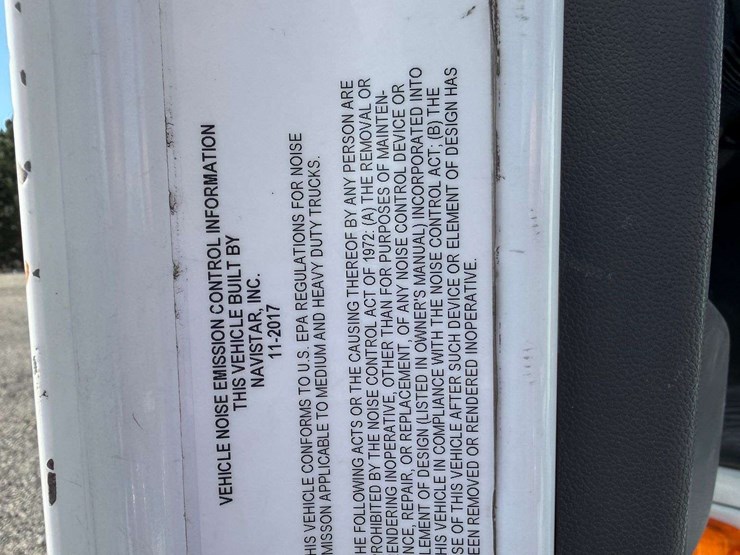 VEHICLE NOISE EMISSION CONTROL INFORMATION
THIS VEHICLE BUILT BY
NAVISTAR, INC.
11-2017
HIS VEHICLE CONFORMS TO U.S. EPA REGULATIONS FOR NOISE
MISSON APPLICABLE TO MEDIUM AND HEAVY DUTY TRUCKS.
HE FOLLOWING ACTS OR THE CAUSING THEREOF BY ANY PERSON ARE
ROHIBITED BY THE NOISE CONTROL ACT OF 1972: (A) THE REMOVAL OR
ENDERING INOPERATIVE, OTHER THAN FOR PURPOSES OF MAINTEN-
NCE, REPAIR, OR REPLACEMENT, OF ANY NOISE CONTROL DEVICE OR
LEMENT OF DESIGN (LISTED IN OWNER'S MANUAL) INCORPORATED INTO
HIS VEHICLE IN COMPLIANCE WITH THE NOISE CONTROL ACT; (B) THE
SE OF THIS VEHICLE AFTER SUCH DEVICE OR ELEMENT OF DESIGN HAS
EEN REMOVED OR RENDERED INOPERATIVE.